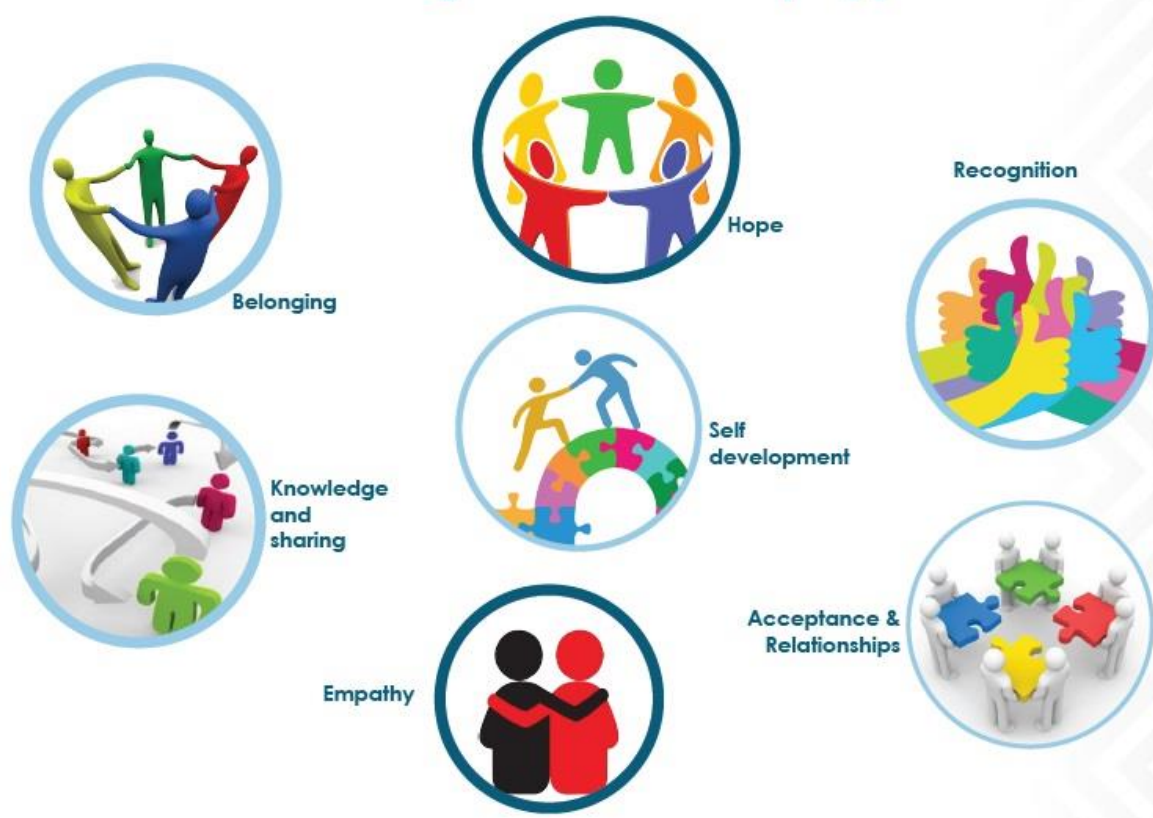 Hope
Recognition
Belonging
Self
development
Knowledge
and
sharing
Acceptance &
Relationships
Empathy